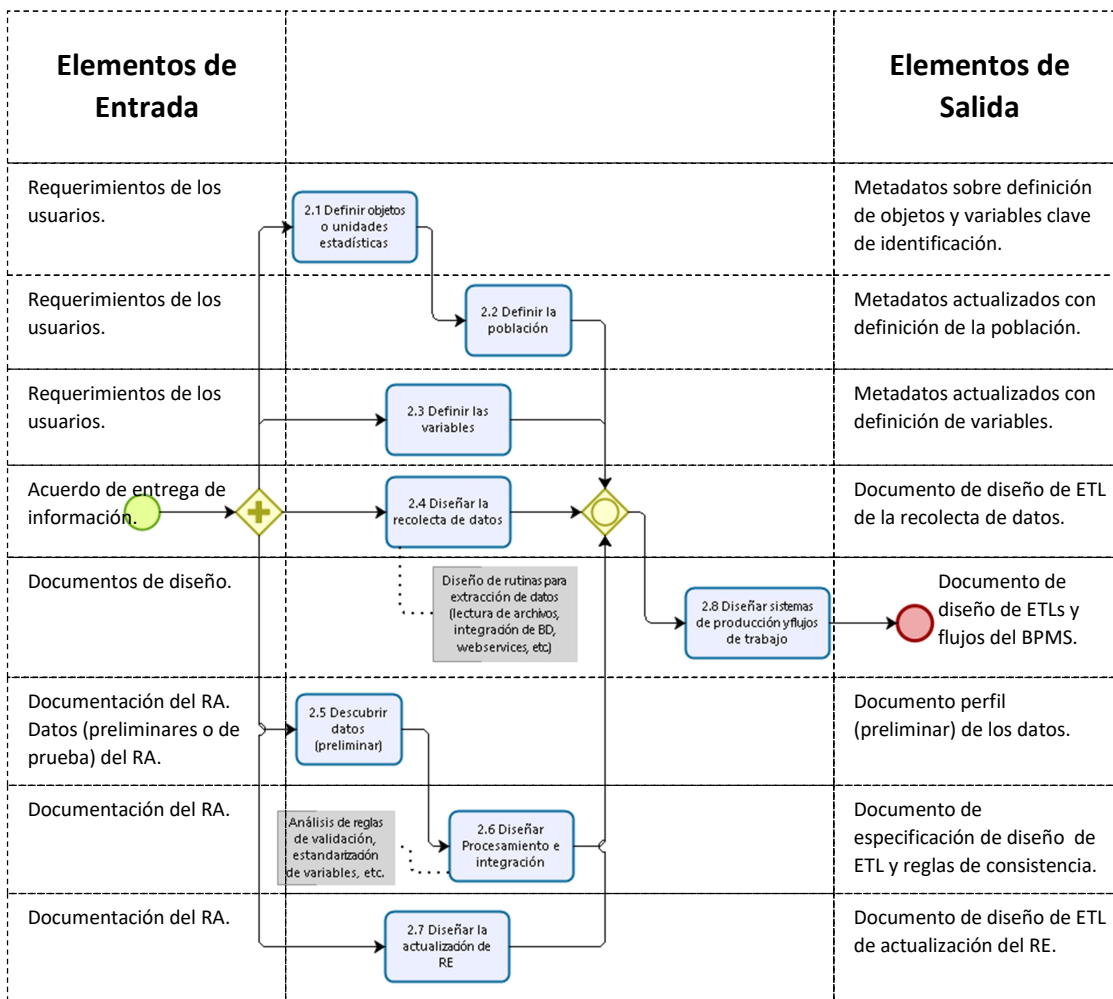 Elementos de
Entrada
Elementos de
Salida
Requerimientos de los
usuarios.
2.1 Definir objetos
o unidades
estadísticas
Metadatos sobre definición
de objetos y variables clave
de identificación.
Requerimientos de los
usuarios.
2.2 Definir la
población
Metadatos actualizados con
definición de la población.
Requerimientos de los
usuarios.
2.3 Definir las
variables
Metadatos actualizados con
definición de variables.
Acuerdo de entrega de
información.
2.4 Diseñar la
recolecta de datos
Documento de diseño de ETL
de la recolecta de datos.
Documentos de diseño.
Diseño de rutinas para
extracción de datos
(lectura de archivos,
integración de BD,
webservices, etc)
2.8 Diseñar sistemas
de producción y flujos
de trabajo
Documento de
diseño de ETLs y
flujos del BPMS.
Documentación del RA.
Datos (preliminares o de
prueba) del RA.
2.5 Descubrir
datos
(preliminar)
Documento perfil
(preliminar) de los datos.
Documentación del RA.
Análisis de reglas
de validación,
estandarización
de variables, etc.
2.6 Diseñar
Procesamiento e
integración
Documento de
especificación de diseño de
ETL y reglas de consistencia.
Documentación del RA.
2.7 Diseñar la
actualización de
RE
Documento de diseño de ETL
de actualización del RE.